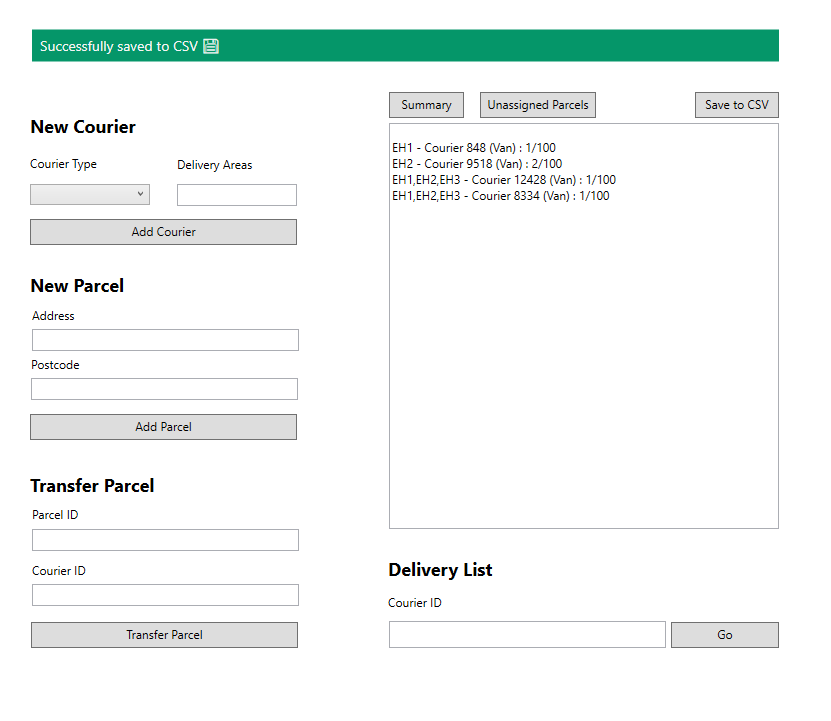 Successfully saved to CSV
Summary
Unassigned Parcels
Save to CSV
New Courier
Courier Type
Delivery Areas
Add Courier
EH1 - Courier 848 (Van) : 1/100
EH2 - Courier 9518 (Van) : 2/100
EH1,EH2,EH3 - Courier 12428 (Van) : 1/100
EH1,EH2,EH3 - Courier 8334 (Van) : 1/100
New Parcel
Address
Postcode
Add Parcel
Transfer Parcel
Parcel ID
Courier ID
Transfer Parcel
Delivery List
Courier ID
Go